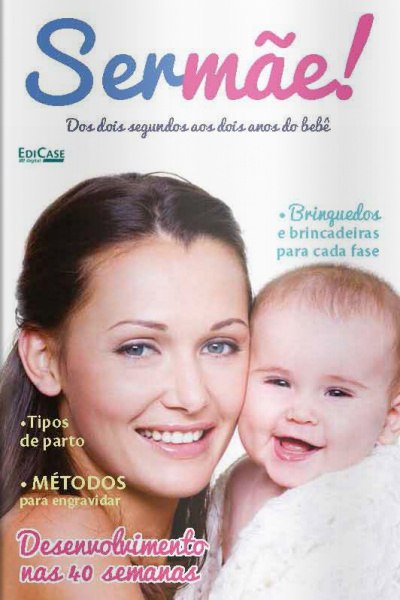 Sermãe!
Dos dois segundos aos dois anos do bebê
EDICASE
digital
• Brinquedos
e brincadeiras
para cada fase
•Tipos
de parto
• MÉTODOS
para engravidar
Desenvolvimento
nas 40 semanas